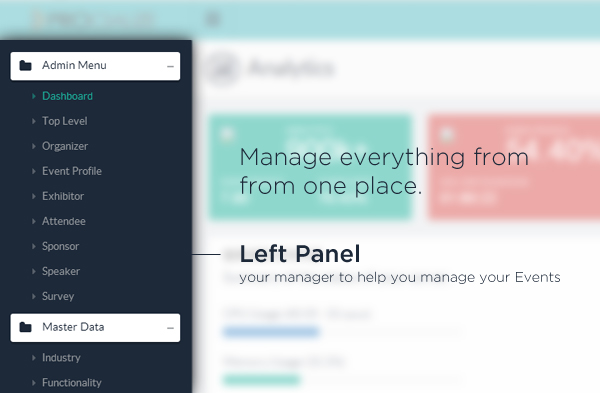 Analytics
Admin Menu
Dashboard
Top Level
Organizer
Event Profile
Exhibitor
Attendee
Sponsor
Speaker
Survey
Master Data
Industry
Functionality
Manage everything from
from one place.
Left Panel
your manager to help you manage your Events